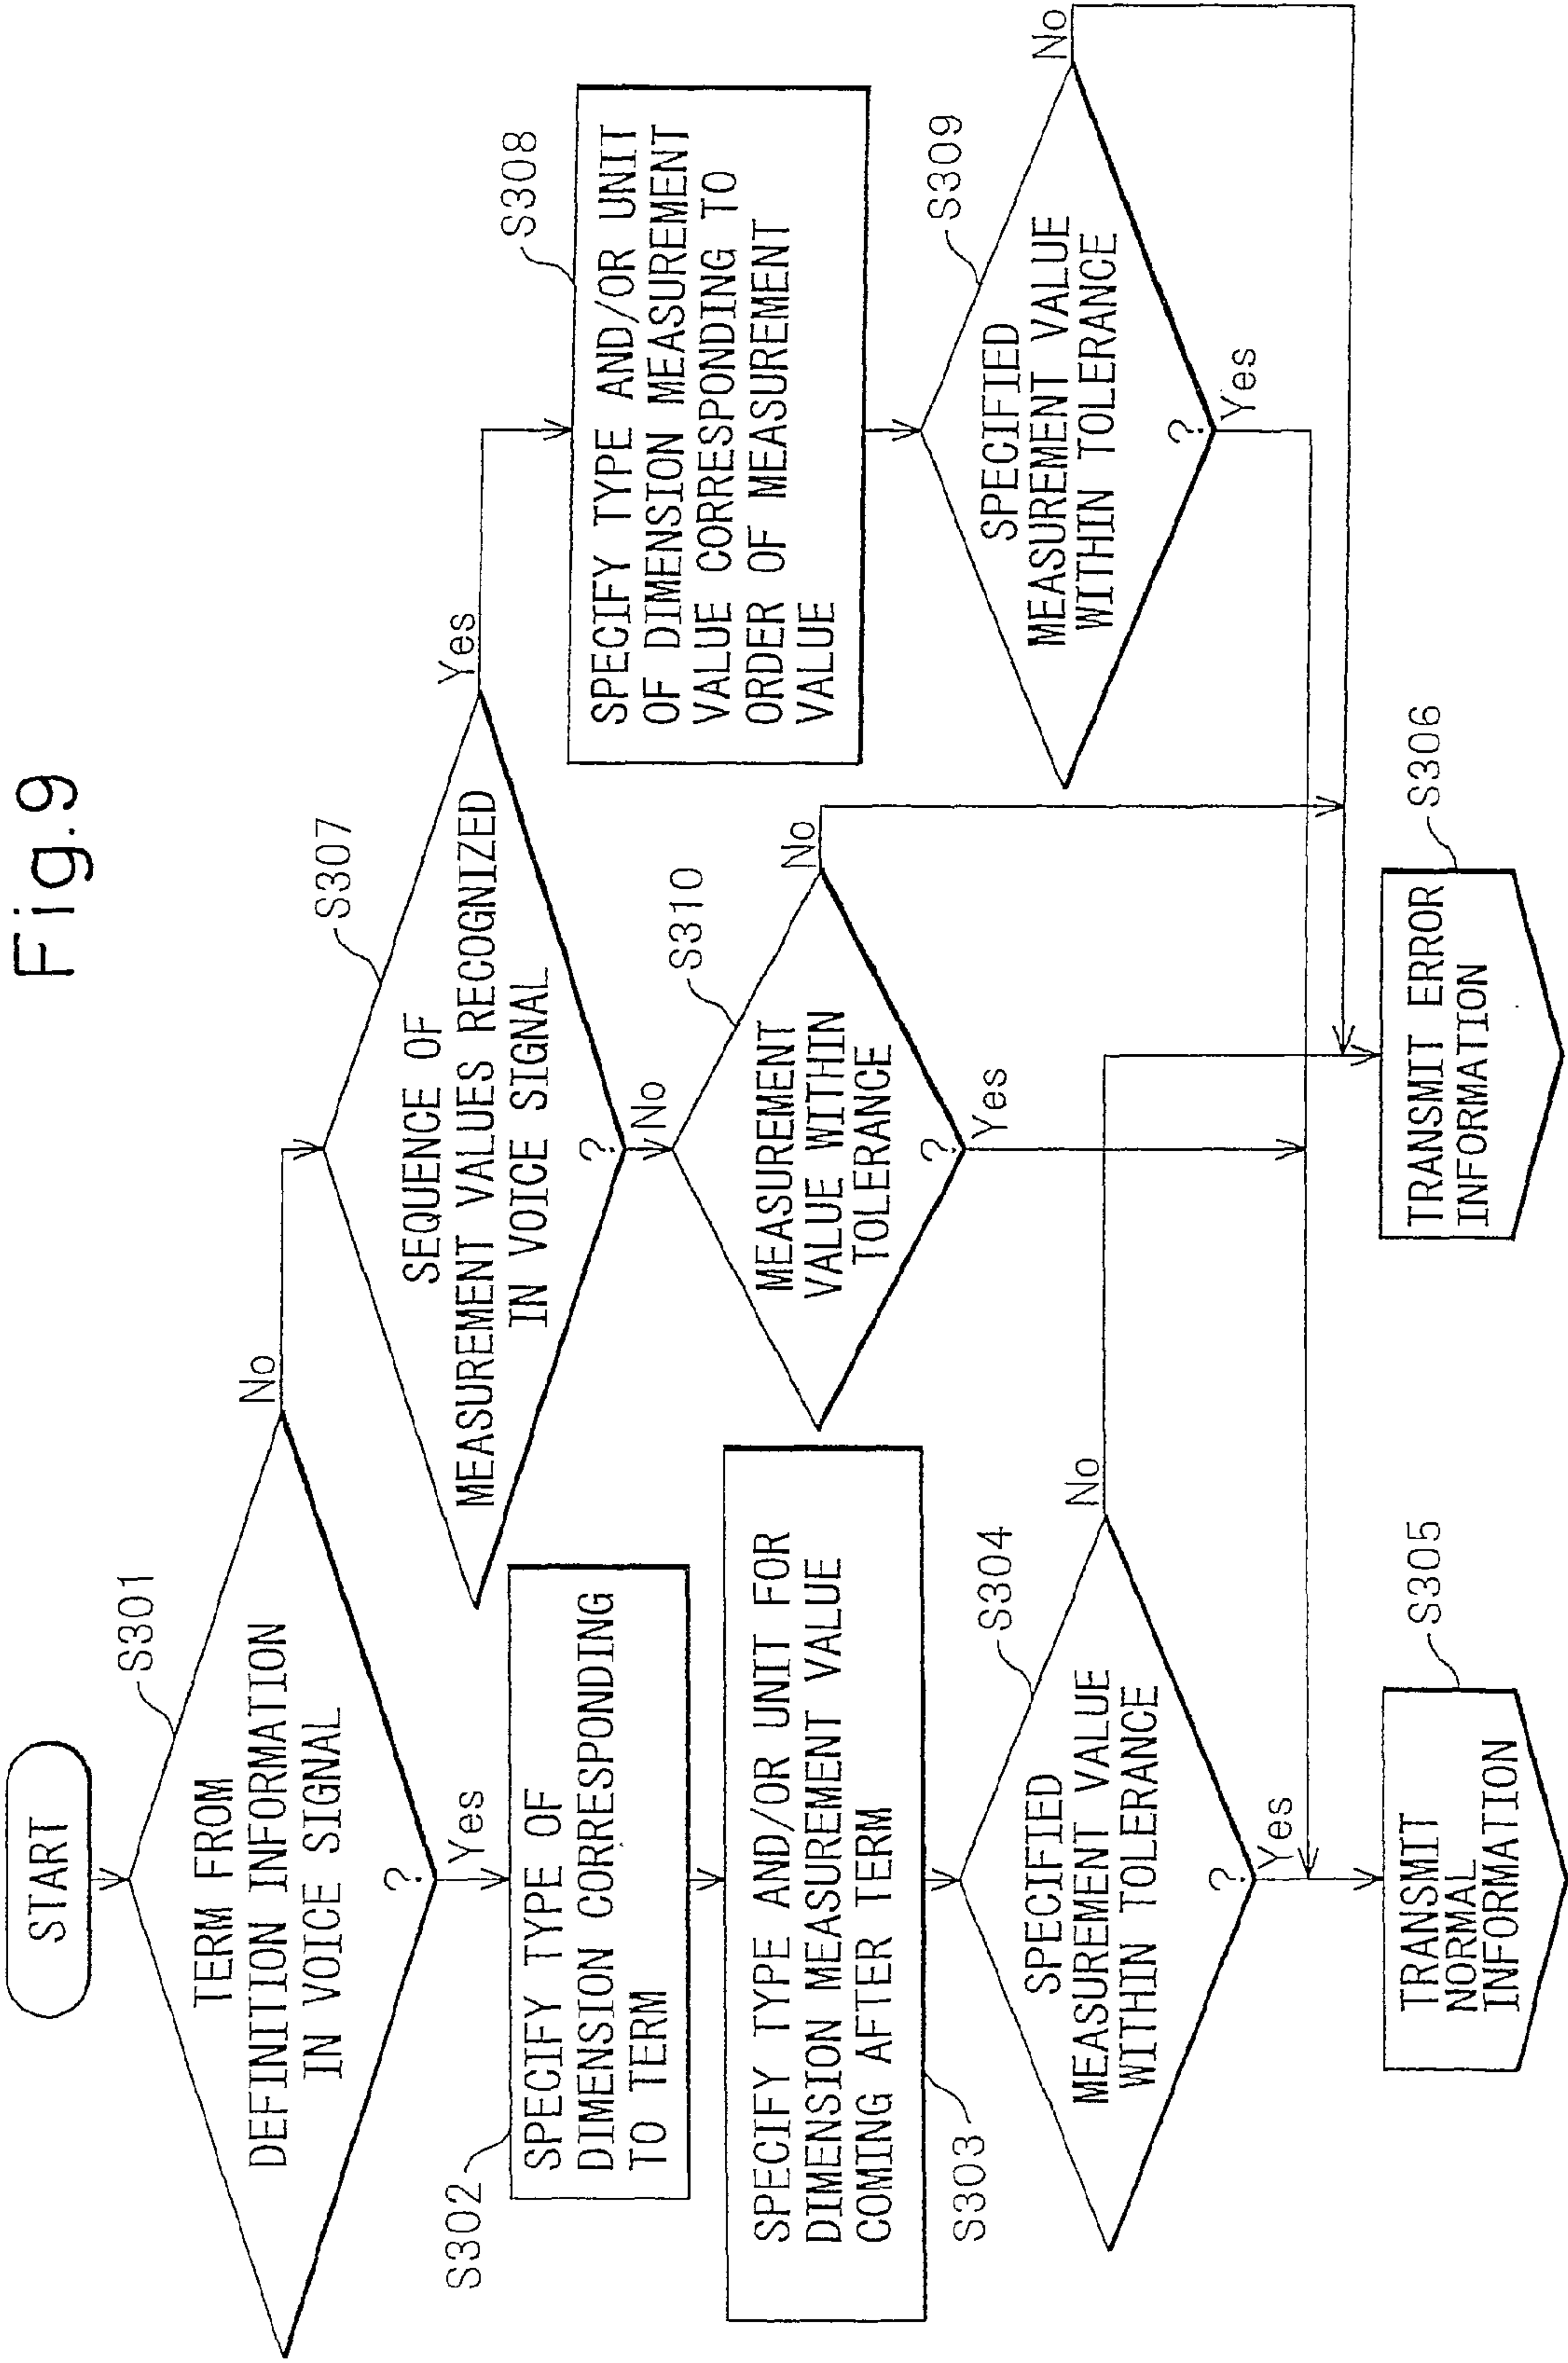 Fig.9
START
S301
TERM FROM
DEFINITION INFORMATION
IN VOICE SIGNAL
?
No
Yes
S302
SPECIFY TYPE OF
DIMENSION CORRESPONDING
TO TERM
SPECIFY TYPE AND/OR UNIT FOR
DIMENSION MEASUREMENT VALUE
COMING AFTER TERM
S303
S304
SPECIFIED
MEASUREMENT VALUE
WITHIN TOLERANCE
?
No
Yes
S305
TRANSMIT
NORMAL
INFORMATION
S307
SEQUENCE OF
MEASUREMENT VALUES RECOGNIZED
IN VOICE SIGNAL
?
Yes
No
S310
MEASUREMENT
VALUE WITHIN
TOLERANCE
?
No
Yes
S306
TRANSMIT ERROR
INFORMATION
S308
SPECIFY TYPE AND/OR UNIT
OF DIMENSION MEASUREMENT
VALUE CORRESPONDING TO
ORDER OF MEASUREMENT
VALUE
S309
SPECIFIED
MEASUREMENT VALUE
WITHIN TOLERANCE
?
No
Yes